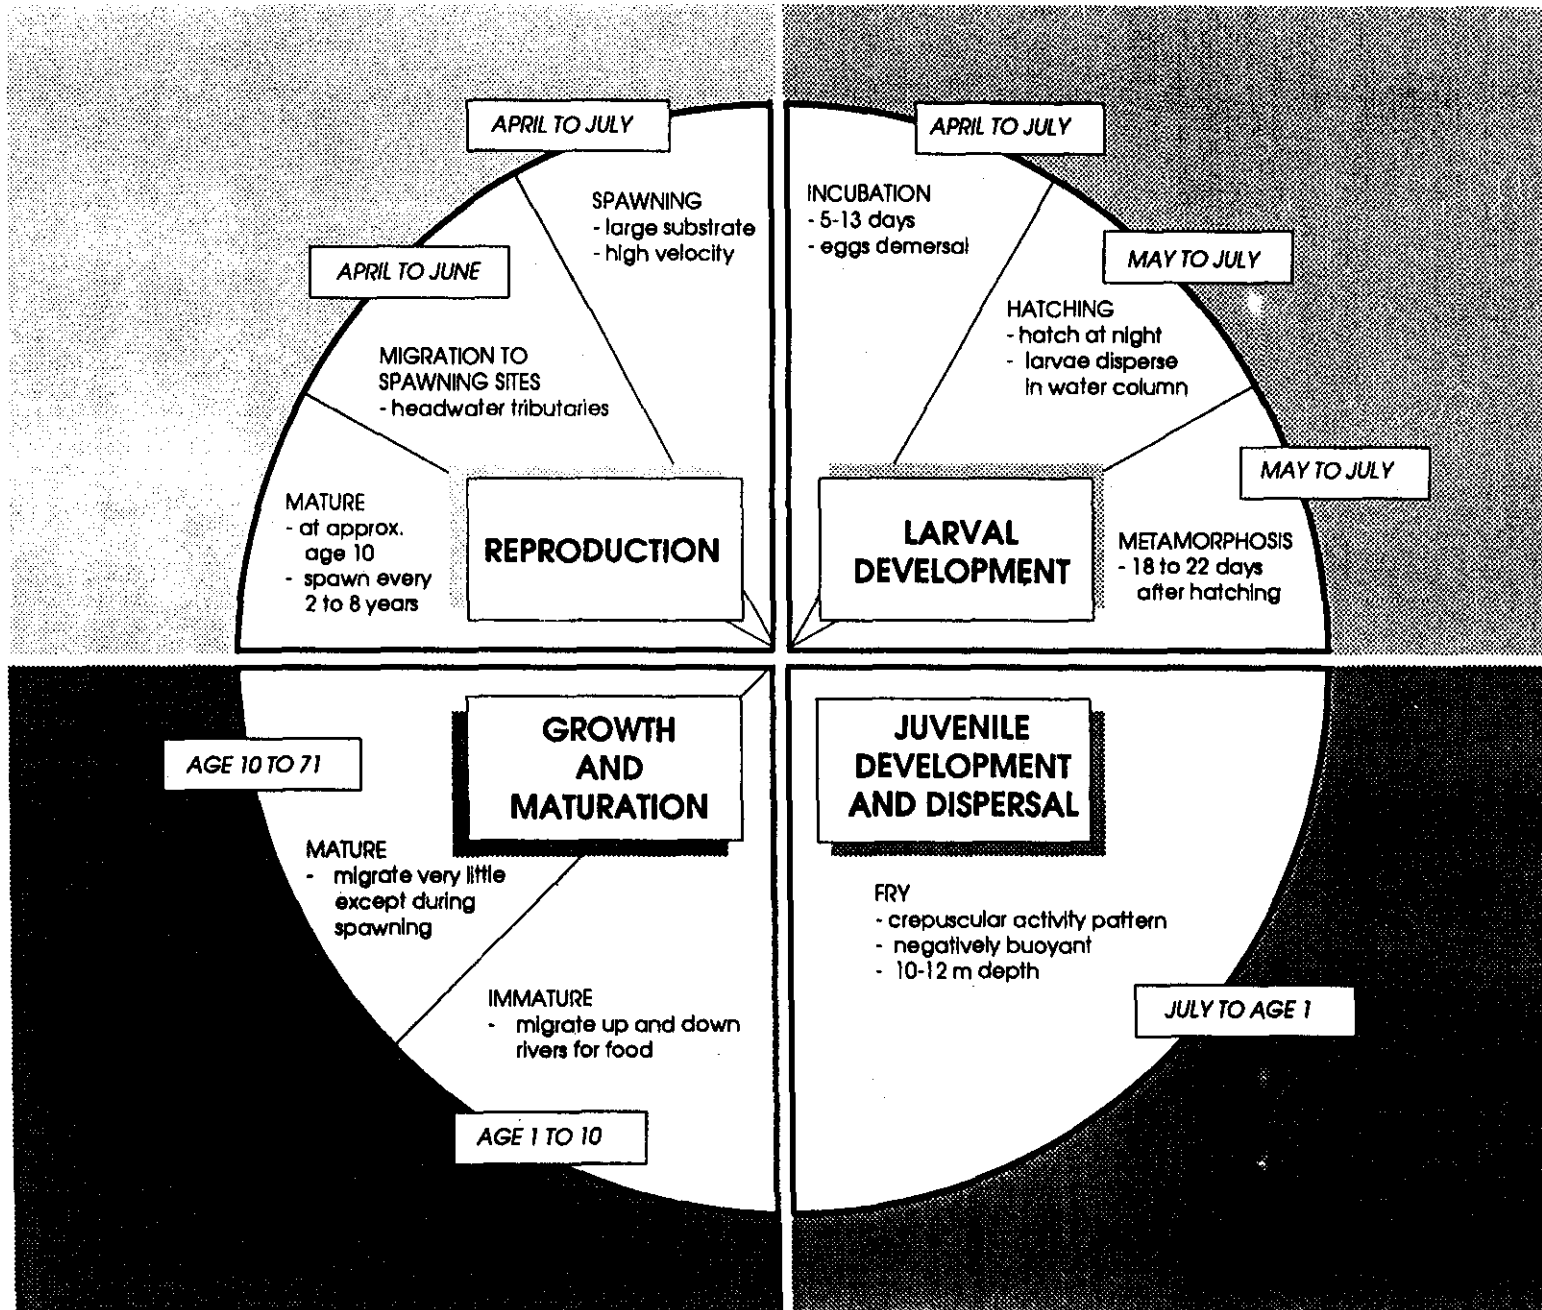 APRIL TO JULY
SPAWNING
- large substrate
- high velocity
APRIL TO JUNE
MIGRATION TO
SPAWNING SITES
- headwater tributaries
MATURE
- at approx.
age 10
- spawn every
2 to 8 years
REPRODUCTION
APRIL TO JULY
INCUBATION
- 5-13 days
- eggs demersal
MAY TO JULY
HATCHING
- hatch at night
- larvae disperse
in water column
MAY TO JULY
METAMORPHOSIS
- 18 to 22 days
after hatching
LARVAL
DEVELOPMENT
GROWTH
AND
MATURATION
AGE 10 TO 71
MATURE
- migrate very little
except during
spawning
IMMATURE
- migrate up and down
rivers for food
AGE 1 TO 10
JUVENILE
DEVELOPMENT
AND DISPERSAL
FRY
- crepuscular activity pattern
- negatively buoyant
- 10-12 m depth
JULY TO AGE 1